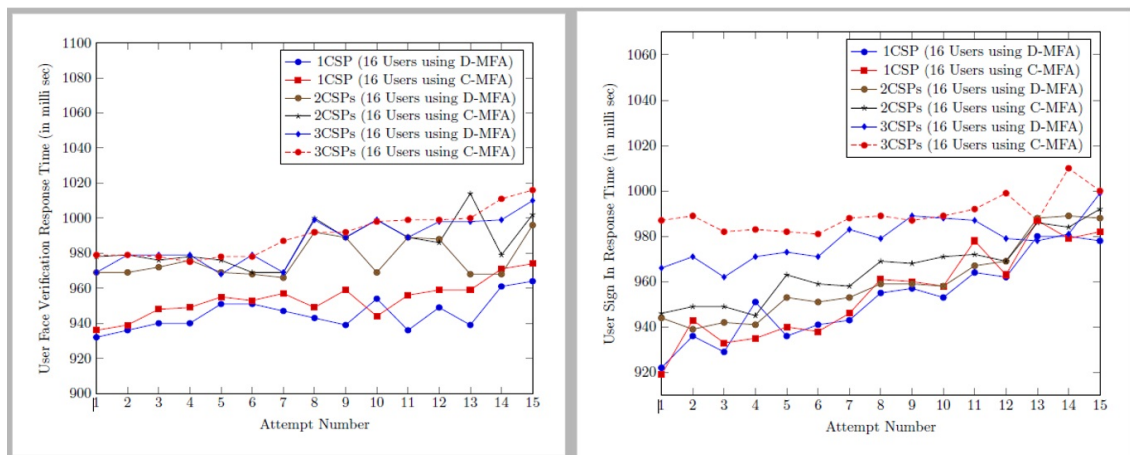 1100
1080
1060
1040
1020
1000
980
960
940
920
900
User Face Verification Response Time (in milli sec)
1CSP (16 Users using D-MFA)
1CSP (16 Users using C-MFA)
2CSPs (16 Users using D-MFA)
2CSPs (16 Users using C-MFA)
3CSPs (16 Users using D-MFA)
3CSPs (16 Users using C-MFA)
1 2 3 4 5 6 7 8 9 10 11 12 13 14 15
Attempt Number
1060
1040
1020
1000
980
960
940
920
User Sign In Response Time (in milli sec)
1CSP (16 Users using D-MFA)
1CSP (16 Users using C-MFA)
2CSPs (16 Users using D-MFA)
2CSPs (16 Users using C-MFA)
3CSPs (16 Users using D-MFA)
3CSPs (16 Users using C-MFA)
1 2 3 4 5 6 7 8 9 10 11 12 13 14 15
Attempt Number